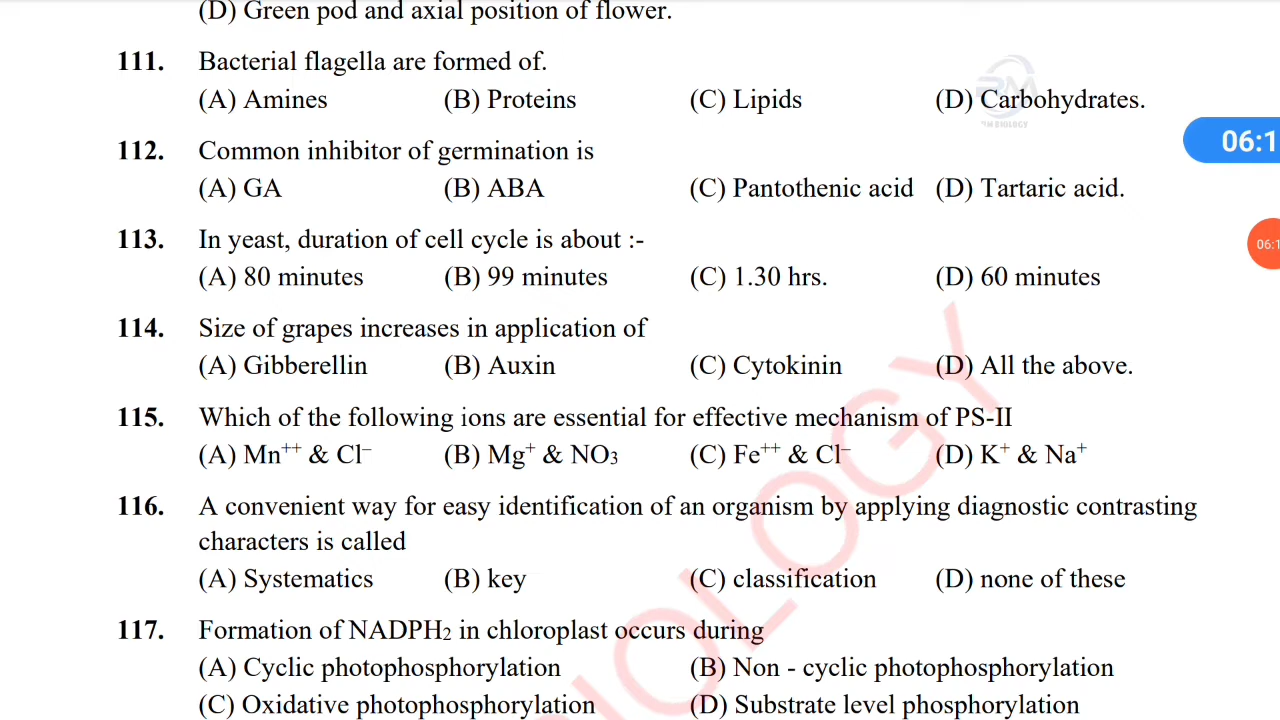 (D) Green pod and axial position of flower.
111. Bacterial flagella are formed of.
(A) Amines (B) Proteins (C) Lipids (D) Carbohydrates.
112. Common inhibitor of germination is
(A) GA (B) ABA (C) Pantothenic acid (D) Tartaric acid.
113. In yeast, duration of cell cycle is about :-
(A) 80 minutes (B) 99 minutes (C) 1.30 hrs. (D) 60 minutes
114. Size of grapes increases in application of
(A) Gibberellin (B) Auxin (C) Cytokinin (D) All the above.
115. Which of the following ions are essential for effective mechanism of PS-II
(A) Mn⁺⁺ & Cl⁻ (B) Mg⁺ & NO₃ (C) Fe⁺⁺ & Cl⁻ (D) K⁺ & Na⁺
116. A convenient way for easy identification of an organism by applying diagnostic contrasting
characters is called
(A) Systematics (B) key (C) classification (D) none of these
117. Formation of NADPH₂ in chloroplast occurs during
(A) Cyclic photophosphorylation (B) Non - cyclic photophosphorylation
(C) Oxidative photophosphorylation (D) Substrate level phosphorylation
06:1
06:1
BIOLOGY